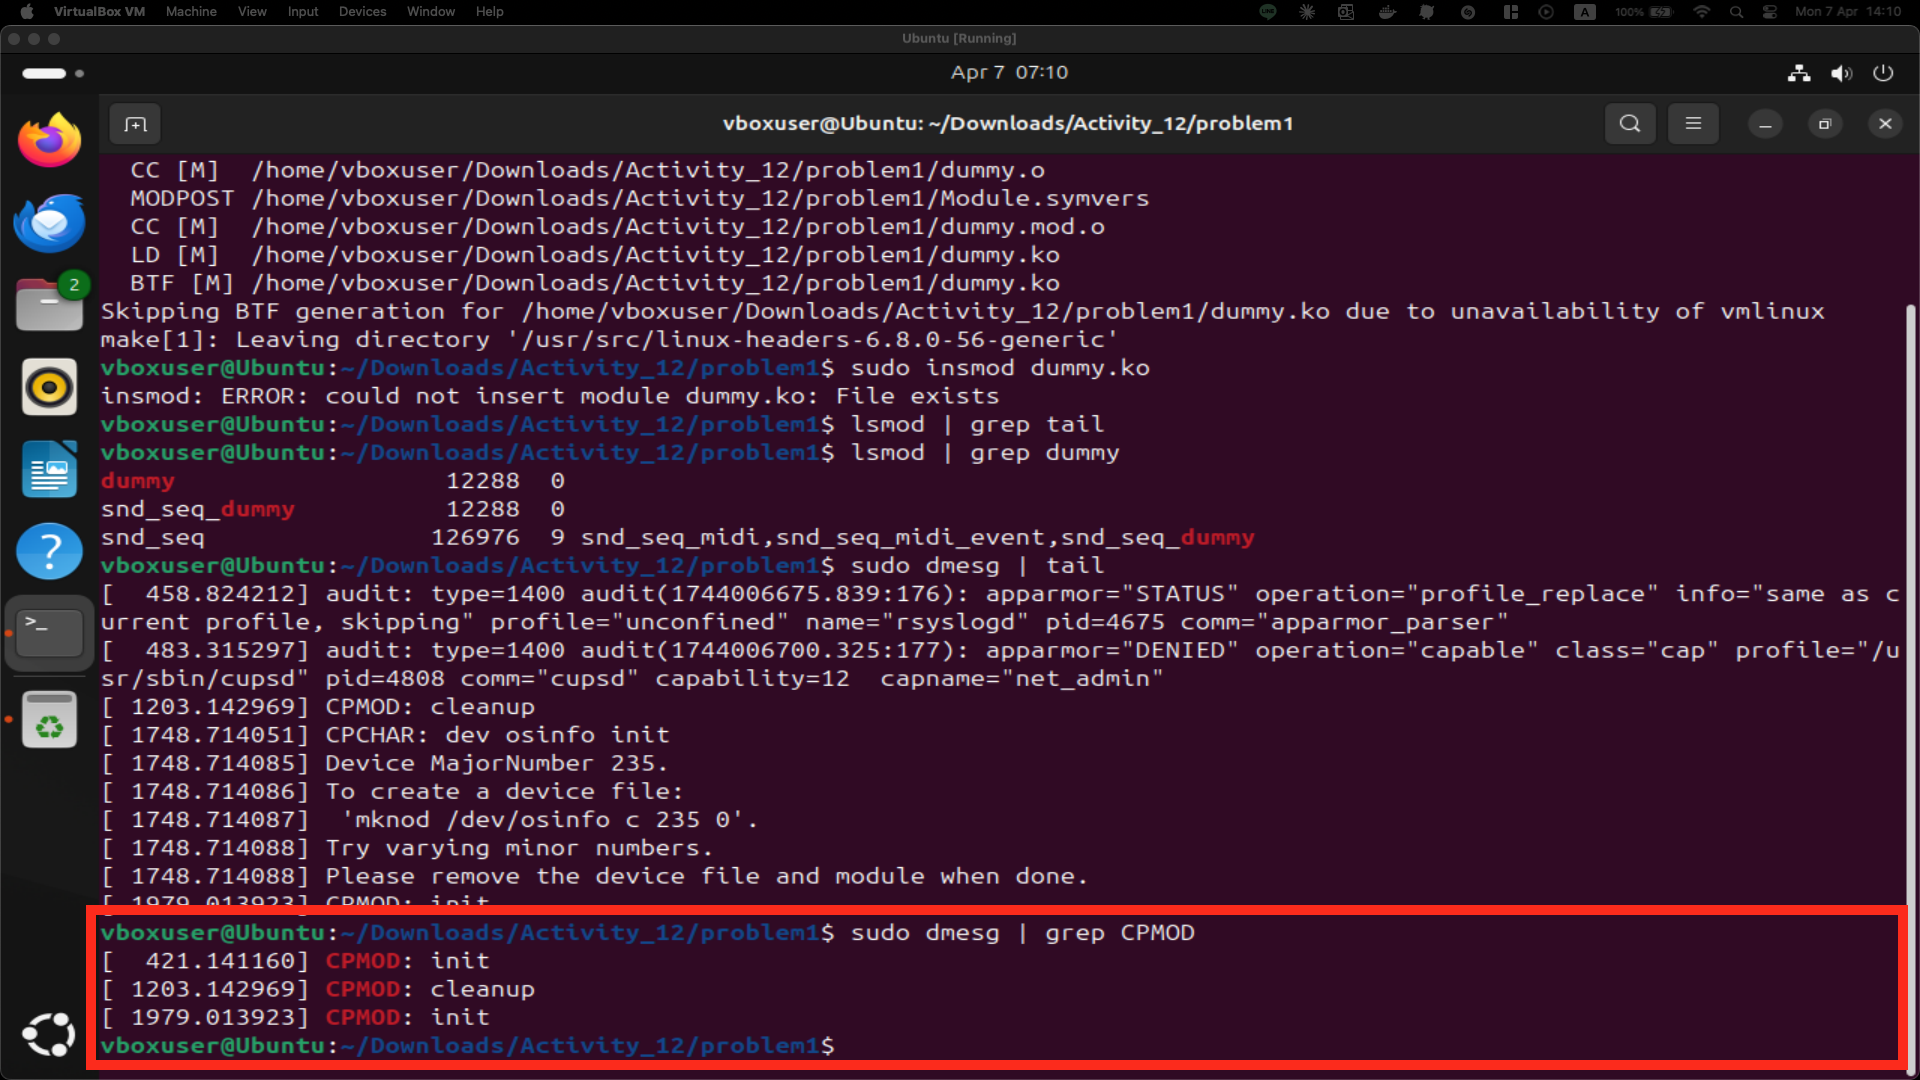 VirtualBox VM Machine View Input Devices Window Help 100% Mon 7 Apr 14:10
Ubuntu [Running]
Apr 7 07:10
vboxuser@Ubuntu: ~/Downloads/Activity_12/problem1
CC [M] /home/vboxuser/Downloads/Activity_12/problem1/dummy.o
MODPOST /home/vboxuser/Downloads/Activity_12/problem1/Module.symvers
CC [M] /home/vboxuser/Downloads/Activity_12/problem1/dummy.mod.o
LD [M] /home/vboxuser/Downloads/Activity_12/problem1/dummy.ko
BTF [M] /home/vboxuser/Downloads/Activity_12/problem1/dummy.ko
Skipping BTF generation for /home/vboxuser/Downloads/Activity_12/problem1/dummy.ko due to unavailability of vmlinux
make[1]: Leaving directory '/usr/src/linux-headers-6.8.0-56-generic'
vboxuser@Ubuntu:~/Downloads/Activity_12/problem1$ sudo insmod dummy.ko
insmod: ERROR: could not insert module dummy.ko: File exists
vboxuser@Ubuntu:~/Downloads/Activity_12/problem1$ lsmod | grep tail
vboxuser@Ubuntu:~/Downloads/Activity_12/problem1$ lsmod | grep dummy
dummy 12288 0
snd_seq_dummy 12288 0
snd_seq 126976 9 snd_seq_midi,snd_seq_midi_event,snd_seq_dummy
vboxuser@Ubuntu:~/Downloads/Activity_12/problem1$ sudo dmesg | tail
[ 458.824212] audit: type=1400 audit(1744006675.839:176): apparmor="STATUS" operation="profile_replace" info="same as c
urrent profile, skipping" profile="unconfined" name="rsyslogd" pid=4675 comm="apparmor_parser"
[ 483.315297] audit: type=1400 audit(1744006700.325:177): apparmor="DENIED" operation="capable" class="cap" profile="/u
sr/sbin/cupsd" pid=4808 comm="cupsd" capability=12 capname="net_admin"
[ 1203.142969] CPMOD: cleanup
[ 1748.714051] CPCHAR: dev osinfo init
[ 1748.714085] Device MajorNumber 235.
[ 1748.714086] To create a device file:
[ 1748.714087] 'mknod /dev/osinfo c 235 0'.
[ 1748.714088] Try varying minor numbers.
[ 1748.714088] Please remove the device file and module when done.
[ 1979.013923] CPMOD: init
vboxuser@Ubuntu:~/Downloads/Activity_12/problem1$ sudo dmesg | grep CPMOD
[ 421.141160] CPMOD: init
[ 1203.142969] CPMOD: cleanup
[ 1979.013923] CPMOD: init
vboxuser@Ubuntu:~/Downloads/Activity_12/problem1$
2